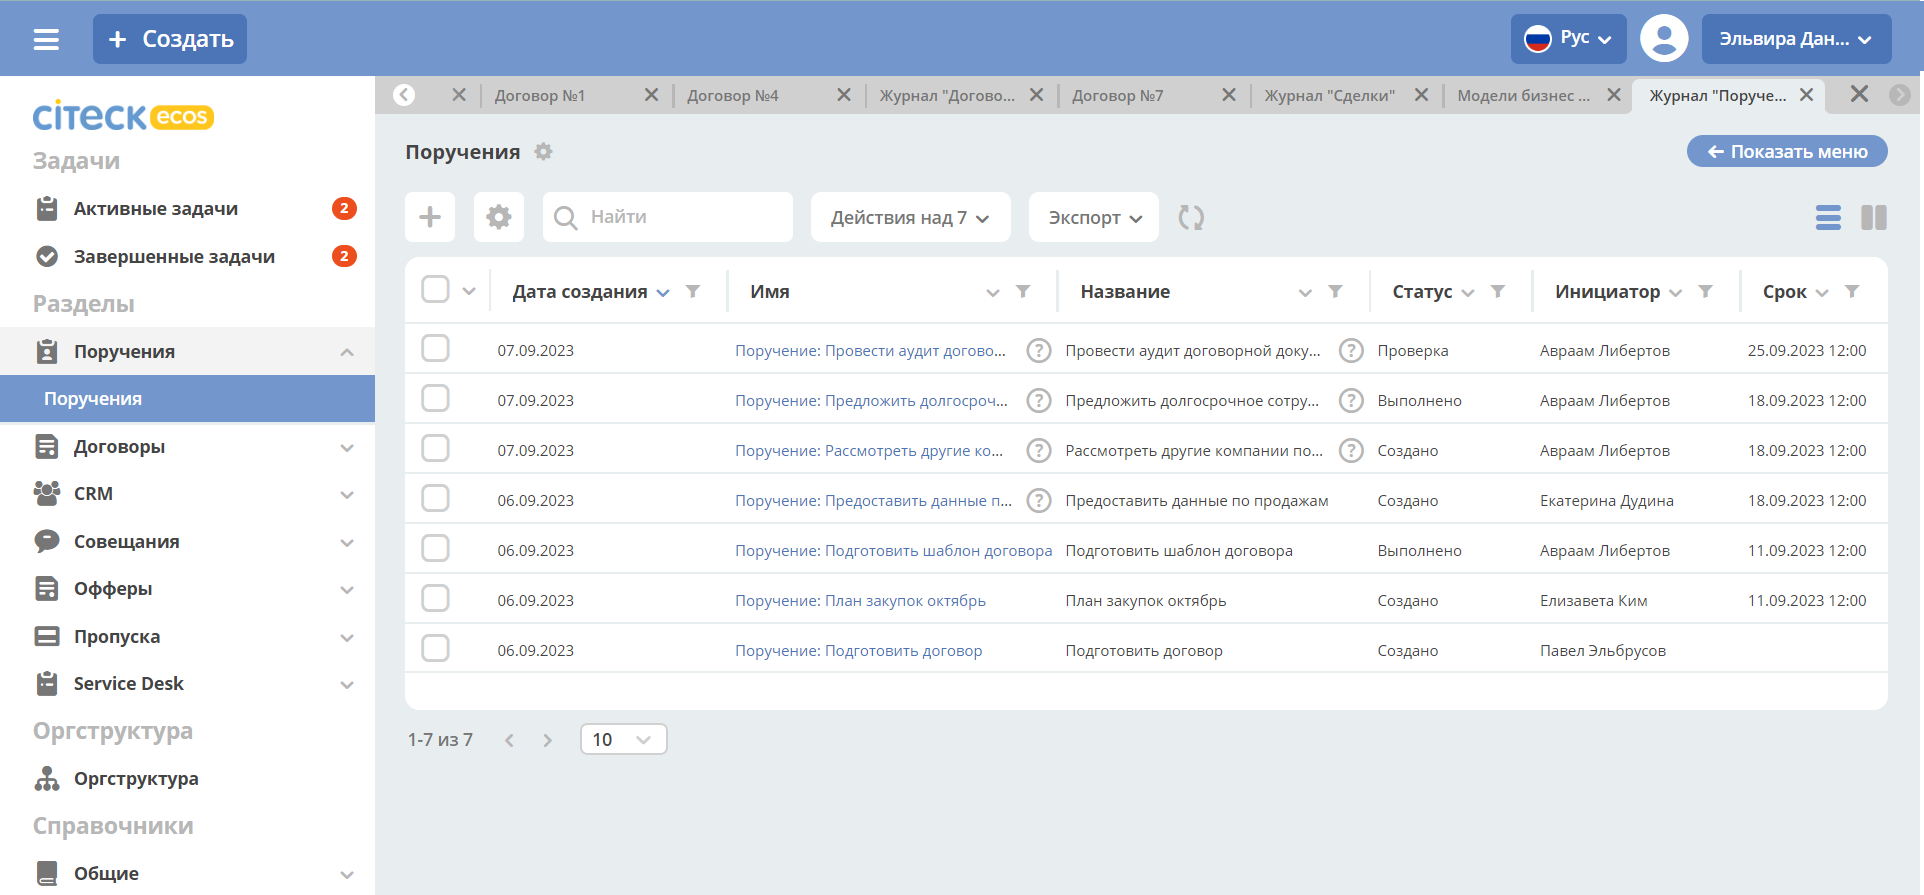 Создать
Рус
Эльвира Дан...
citeck ecos
Договор №1
Договор №4
Журнал "Догово...
Договор №7
Журнал "Сделки"
Модели бизнес ...
Журнал "Поруче...
Задачи
Активные задачи 2
Завершенные задачи 2
Разделы
Поручения
Поручения
Договоры
CRM
Совещания
Офферы
Пропуска
Service Desk
Оргструктура
Оргструктура
Справочники
Общие
Поручения
Показать меню
Найти
Действия над 7
Экспорт
Дата создания Имя Название Статус Инициатор Срок
07.09.2023 Поручение: Провести аудит догово... ? Провести аудит договорной доку... ? Проверка Авраам Либертов 25.09.2023 12:00
07.09.2023 Поручение: Предложить долгосроч... ? Предложить долгосрочное сотру... ? Выполнено Авраам Либертов 18.09.2023 12:00
07.09.2023 Поручение: Рассмотреть другие ко... ? Рассмотреть другие компании по... ? Создано Авраам Либертов 18.09.2023 12:00
06.09.2023 Поручение: Предоставить данные п... ? Предоставить данные по продажам Создано Екатерина Дудина 18.09.2023 12:00
06.09.2023 Поручение: Подготовить шаблон договора Подготовить шаблон договора Выполнено Авраам Либертов 11.09.2023 12:00
06.09.2023 Поручение: План закупок октябрь План закупок октябрь Создано Елизавета Ким 11.09.2023 12:00
06.09.2023 Поручение: Подготовить договор Подготовить договор Создано Павел Эльбрусов
1-7 из 7
10